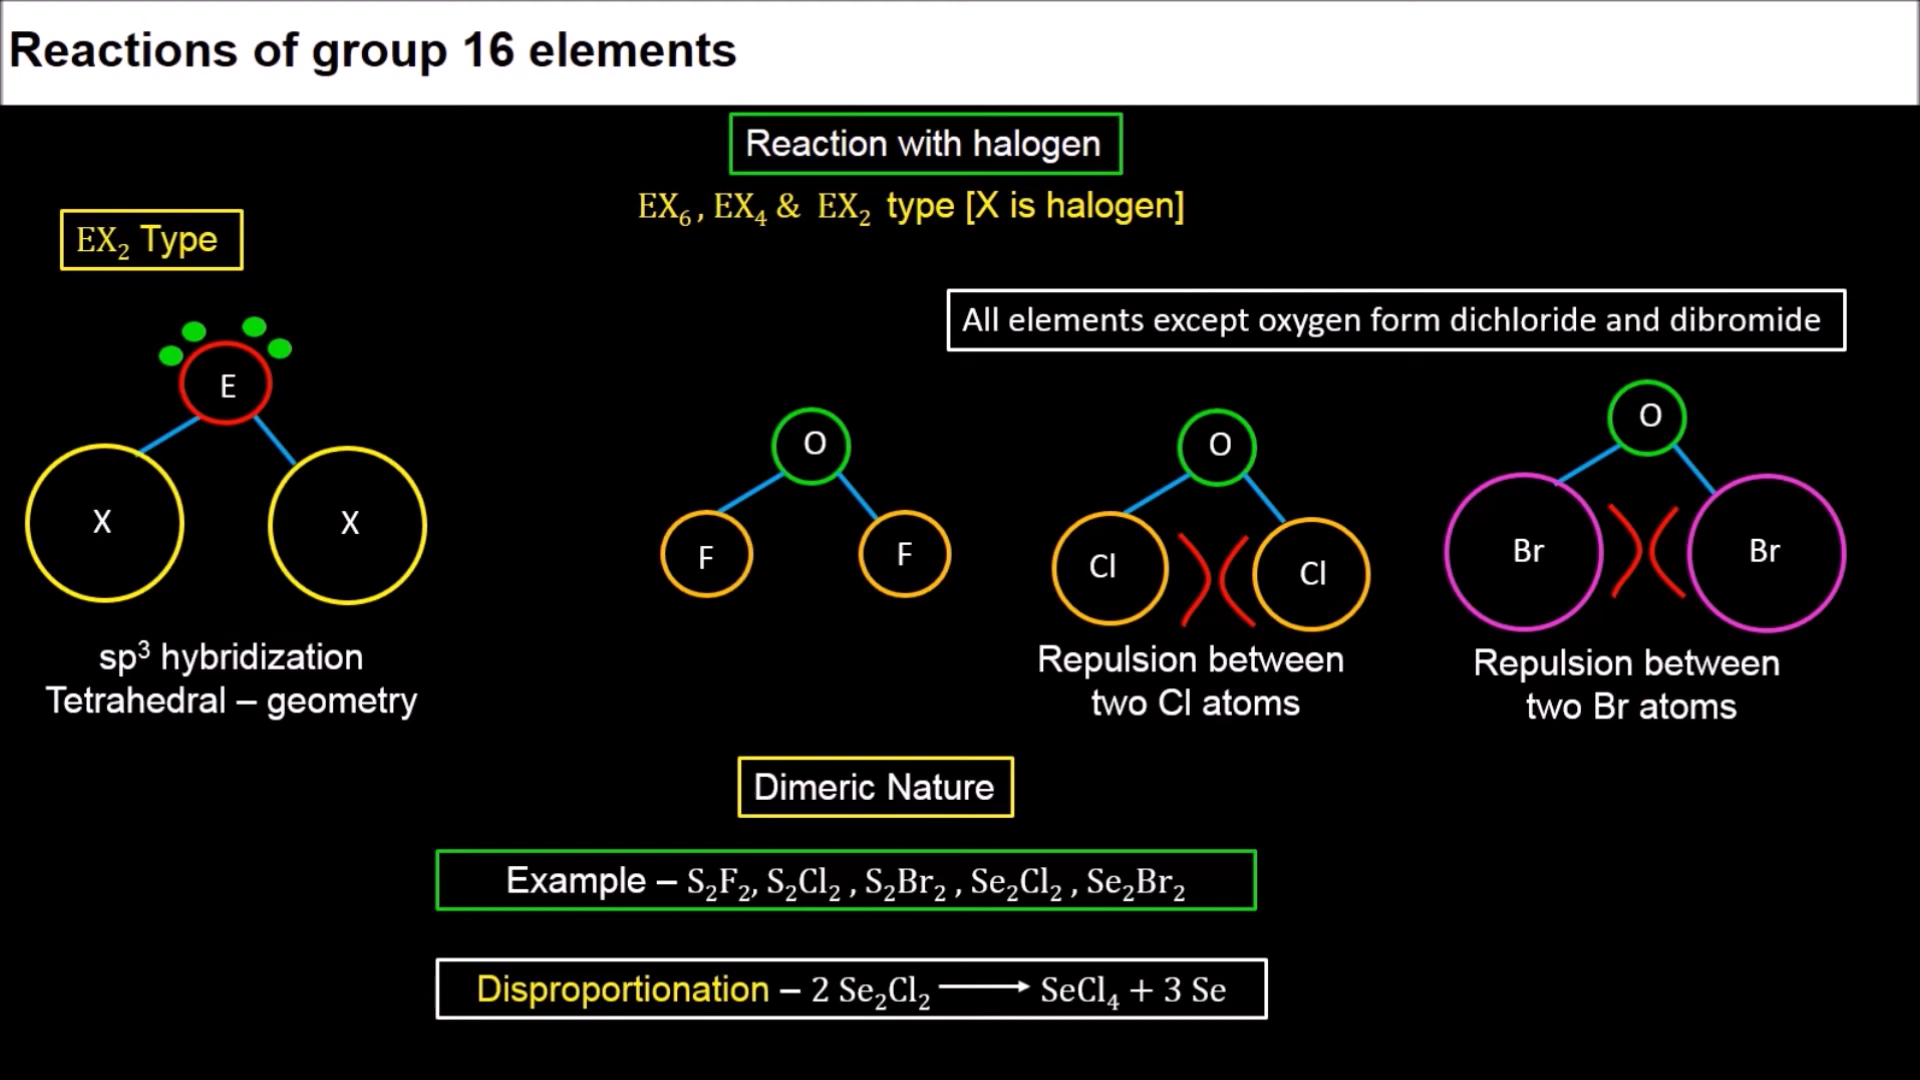 Reactions of group 16 elements
Reaction with halogen
EX₆, EX₄ & EX₂ type [X is halogen]
EX₂ Type
All elements except oxygen form dichloride and dibromide
E
X
X
sp³ hybridization
Tetrahedral – geometry
O
F
F
O
Cl
Cl
Repulsion between
two Cl atoms
O
Br
Br
Repulsion between
two Br atoms
Dimeric Nature
Example – S₂F₂, S₂Cl₂ , S₂Br₂ , Se₂Cl₂ , Se₂Br₂
Disproportionation – 2 Se₂Cl₂ ⟶ SeCl₄ + 3 Se